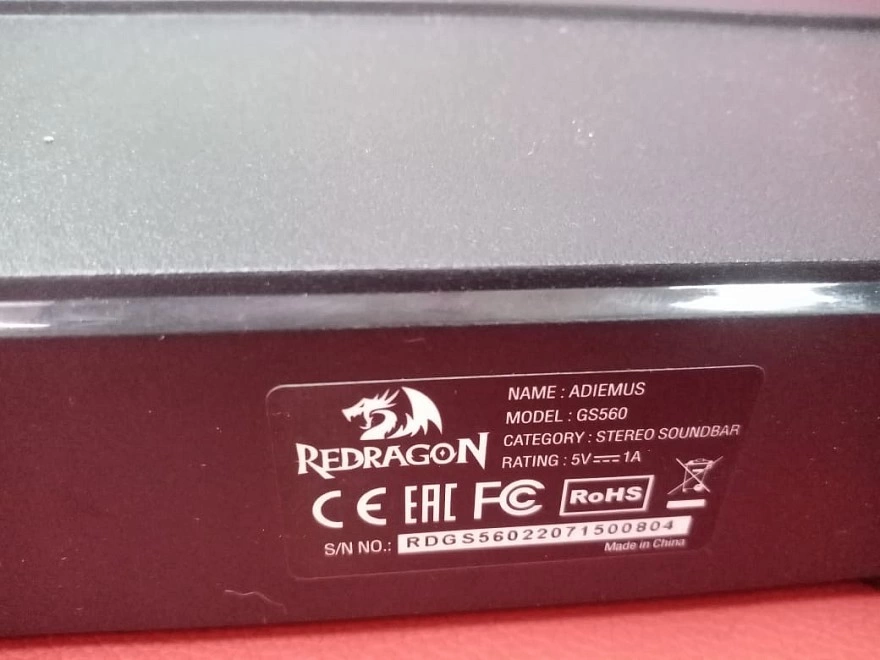 REDRAGON
NAME : ADIEMUS
MODEL : GS560
CATEGORY : STEREO SOUNDBAR
RATING : 5V⎓1A
CE EAC FC RoHS
S/N NO.: RDGS56022071500804
Made in China